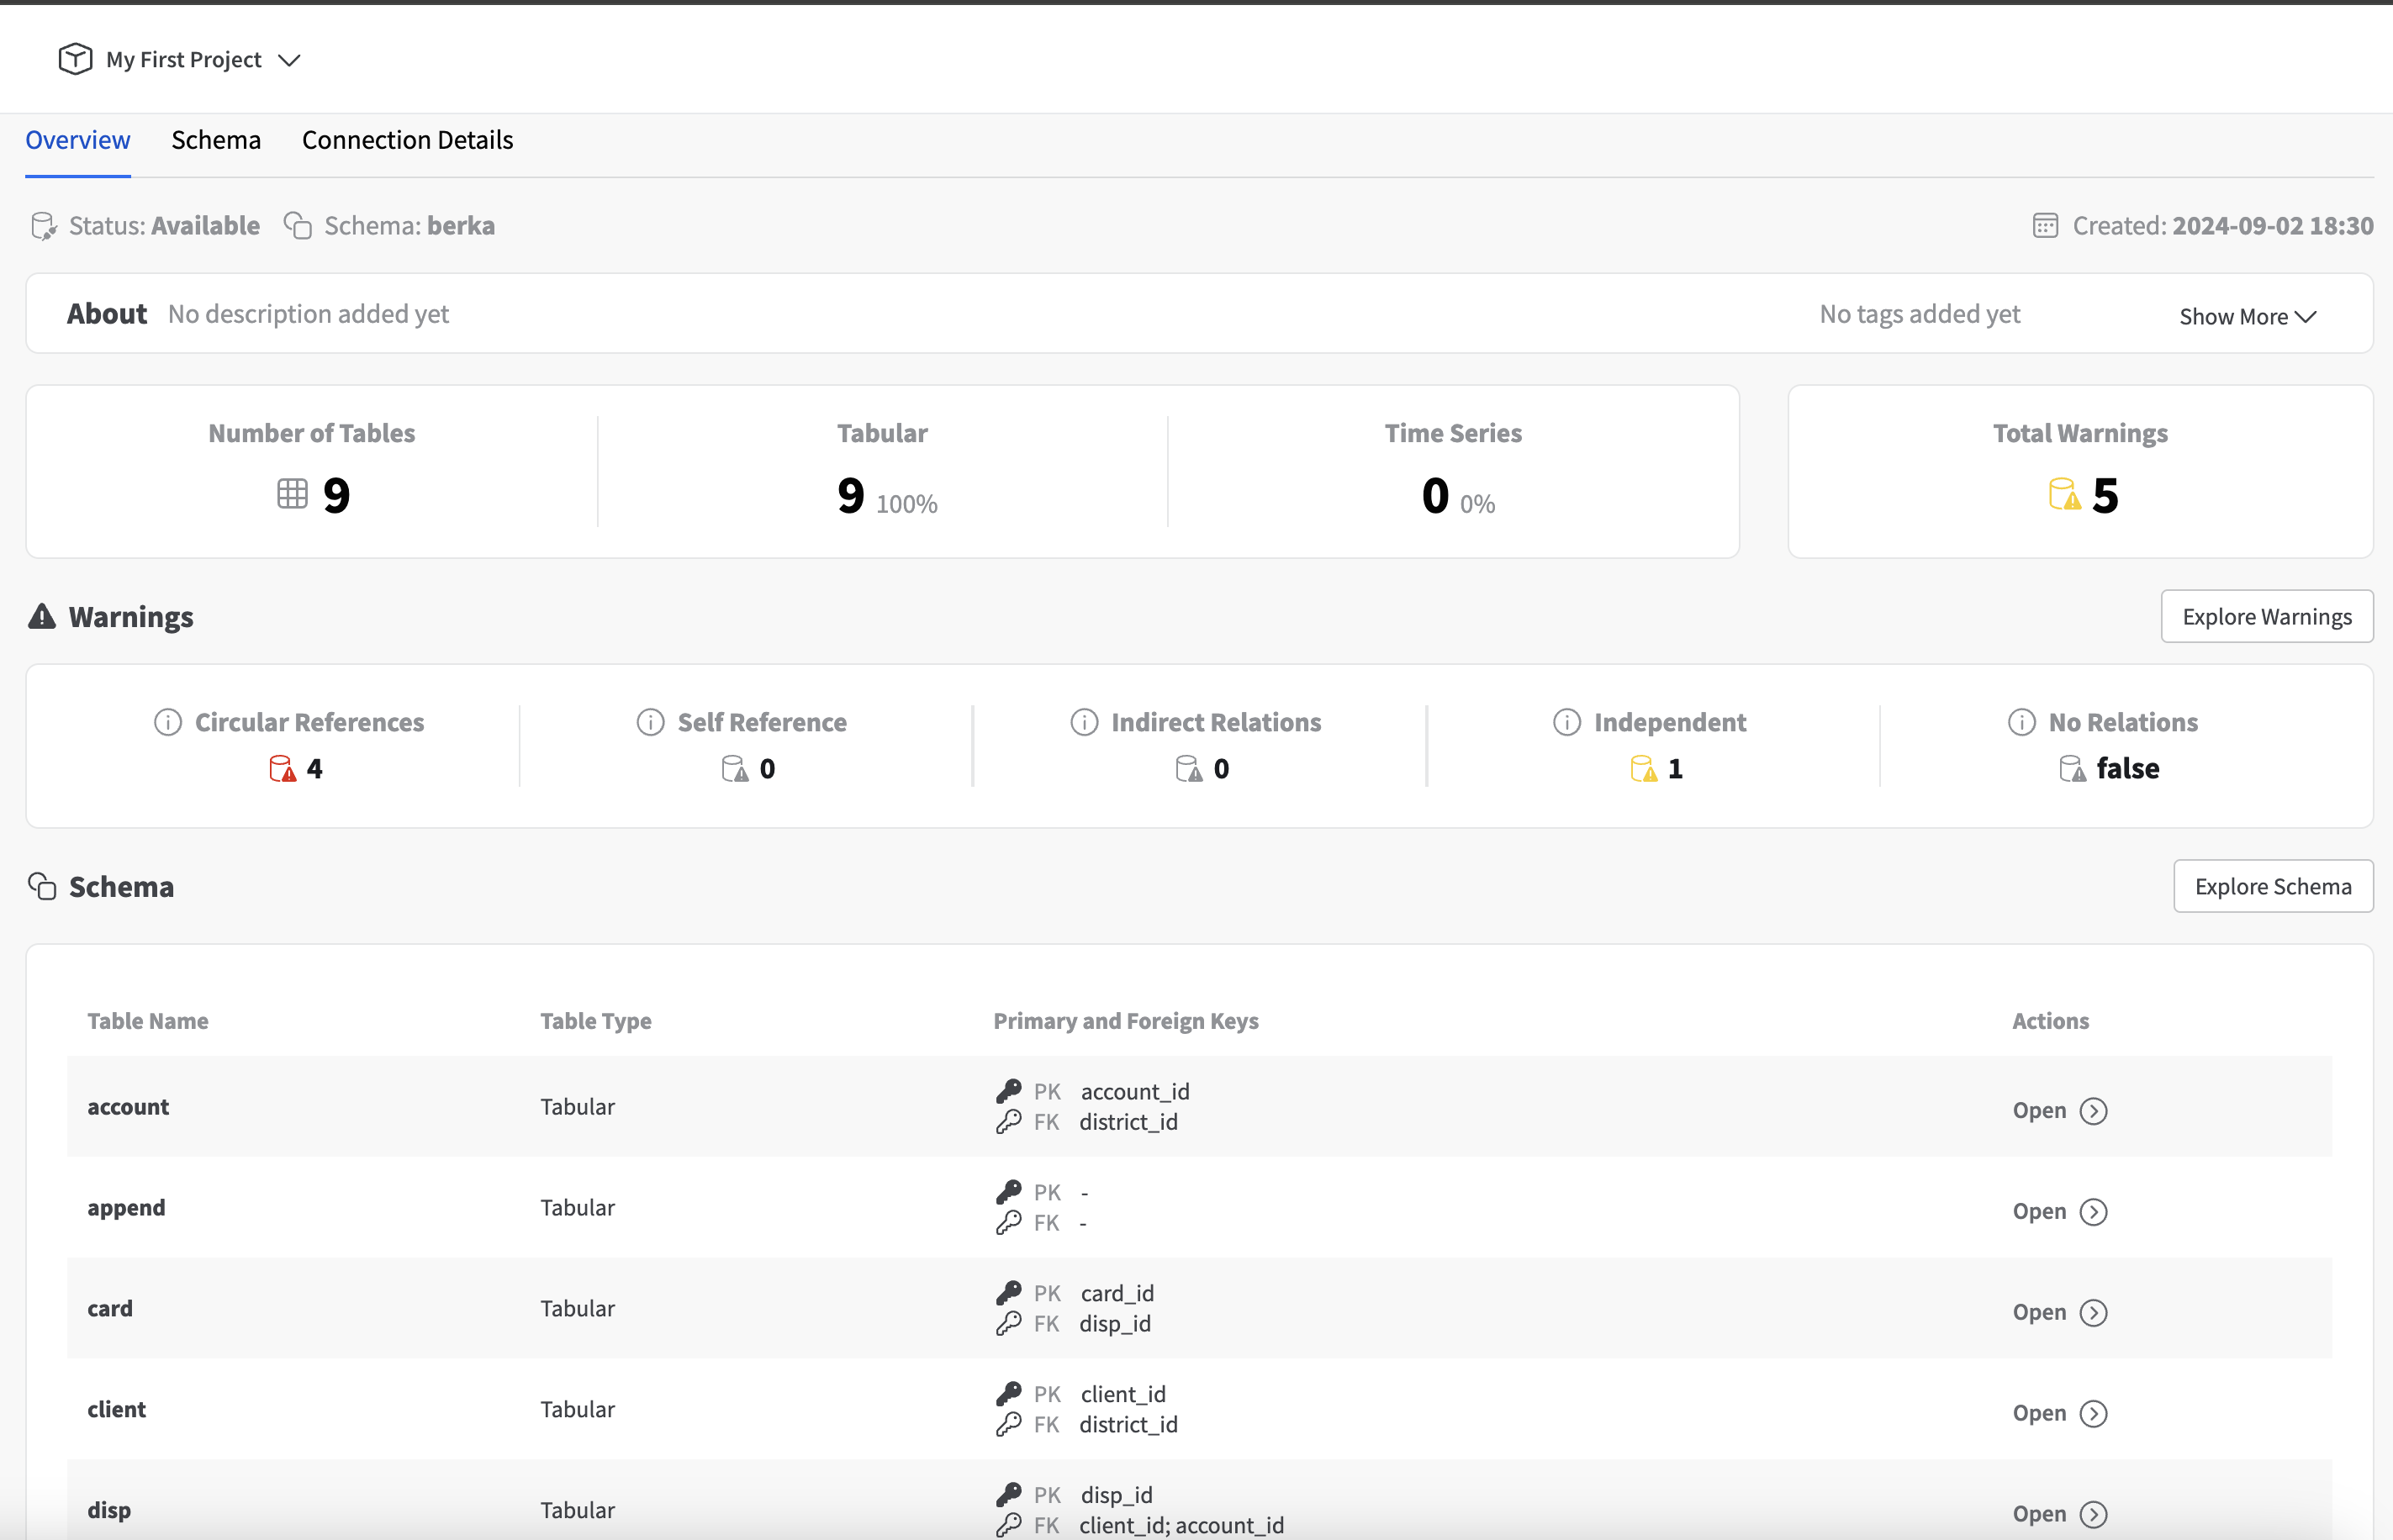 My First Project
Overview Schema Connection Details
Status: Available Schema: berka Created: 2024-09-02 18:30
About No description added yet No tags added yet Show More
Number of Tables Tabular Time Series Total Warnings
9 9 100% 0 0% 5
Warnings Explore Warnings
Circular References Self Reference Indirect Relations Independent No Relations
4 0 0 1 false
Schema Explore Schema
Table Name Table Type Primary and Foreign Keys Actions
account Tabular PK account_id Open
FK district_id
append Tabular PK - Open
FK -
card Tabular PK card_id Open
FK disp_id
client Tabular PK client_id Open
FK district_id
disp Tabular PK disp_id Open
FK client_id; account_id